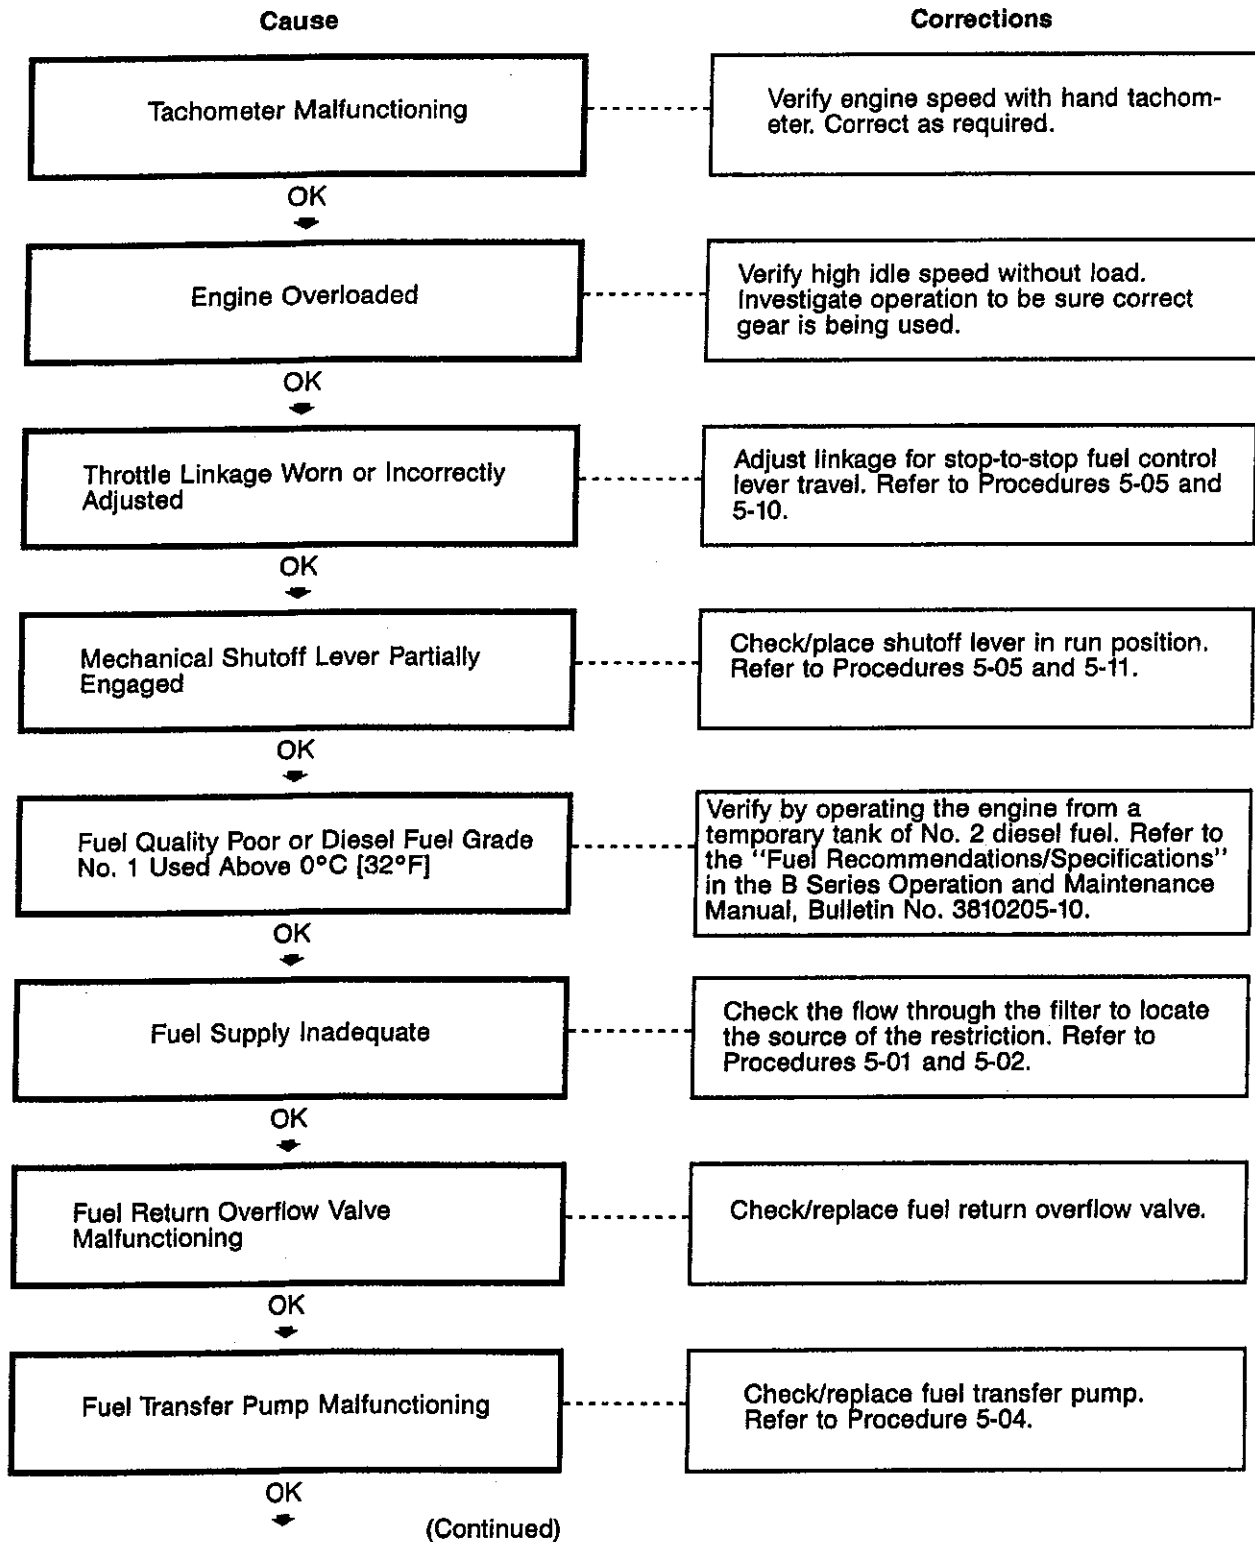 Cause
Corrections
Tachometer Malfunctioning
Verify engine speed with hand tachom-
eter. Correct as required.
OK
Engine Overloaded
Verify high idle speed without load.
Investigate operation to be sure correct
gear is being used.
OK
Throttle Linkage Worn or Incorrectly
Adjusted
Adjust linkage for stop-to-stop fuel control
lever travel. Refer to Procedures 5-05 and
5-10.
OK
Mechanical Shutoff Lever Partially
Engaged
Check/place shutoff lever in run position.
Refer to Procedures 5-05 and 5-11.
OK
Fuel Quality Poor or Diesel Fuel Grade
No. 1 Used Above 0°C [32°F]
Verify by operating the engine from a
temporary tank of No. 2 diesel fuel. Refer to
the "Fuel Recommendations/Specifications"
in the B Series Operation and Maintenance
Manual, Bulletin No. 3810205-10.
OK
Fuel Supply Inadequate
Check the flow through the filter to locate
the source of the restriction. Refer to
Procedures 5-01 and 5-02.
OK
Fuel Return Overflow Valve
Malfunctioning
Check/replace fuel return overflow valve.
OK
Fuel Transfer Pump Malfunctioning
Check/replace fuel transfer pump.
Refer to Procedure 5-04.
OK
(Continued)